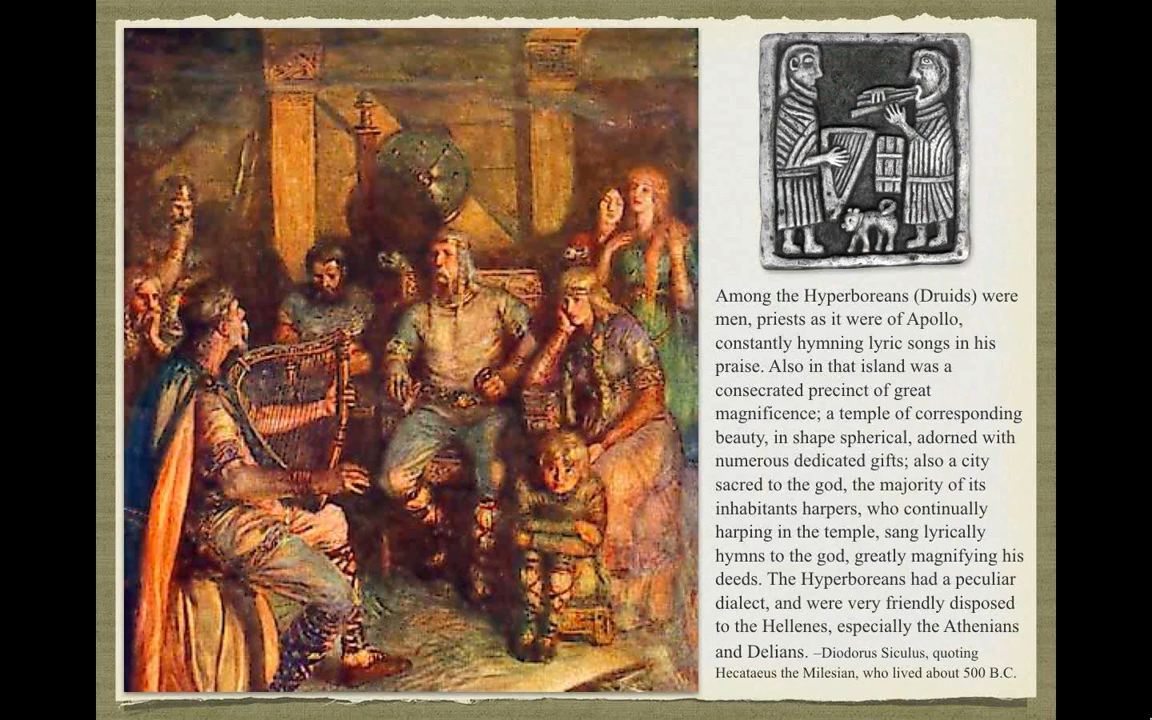 Among the Hyperboreans (Druids) were
men, priests as it were of Apollo,
constantly hymning lyric songs in his
praise. Also in that island was a
consecrated precinct of great
magnificence; a temple of corresponding
beauty, in shape spherical, adorned with
numerous dedicated gifts; also a city
sacred to the god, the majority of its
inhabitants harpers, who continually
harping in the temple, sang lyrically
hymns to the god, greatly magnifying his
deeds. The Hyperboreans had a peculiar
dialect, and were very friendly disposed
to the Hellenes, especially the Athenians
and Delians. –Diodorus Siculus, quoting
Hecataeus the Milesian, who lived about 500 B.C.